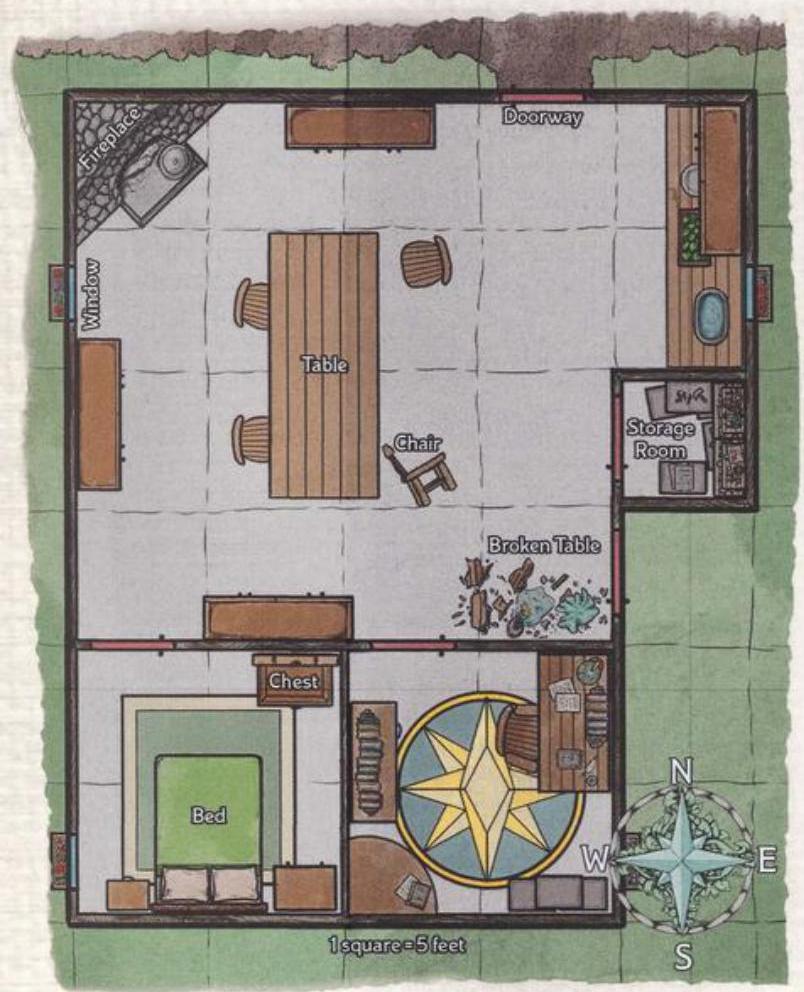 Fireplace
Doorway
Window
Table
Chair
Storage
Room
Broken Table
Chest
Bed
N
W
E
S
1 square = 5 feet